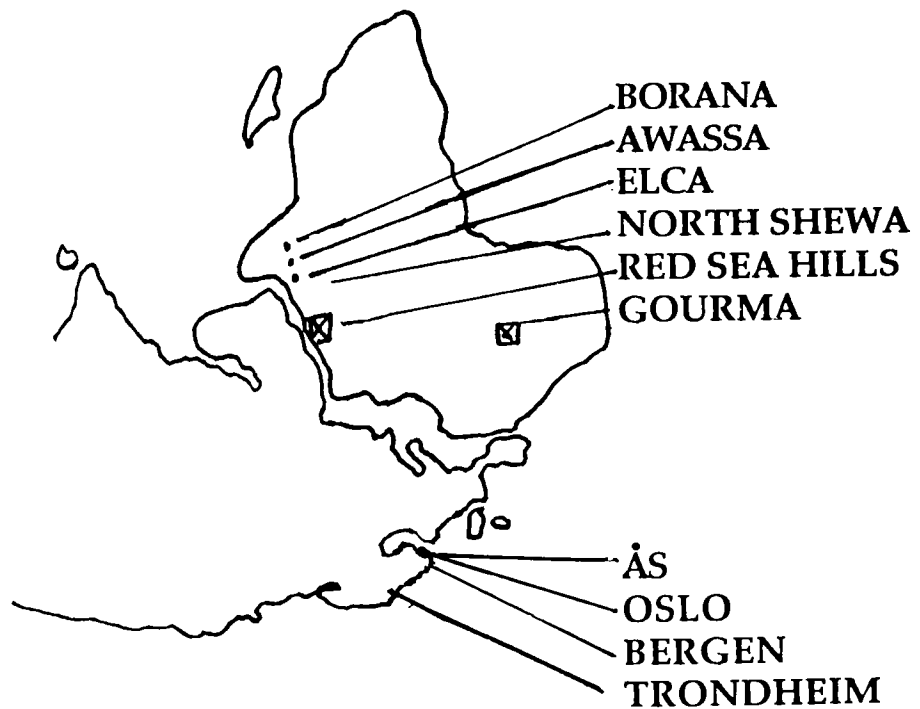 BORANA
AWASSA
ELCA
NORTH SHEWA
RED SEA HILLS
GOURMA
ÅS
OSLO
BERGEN
TRONDHEIM